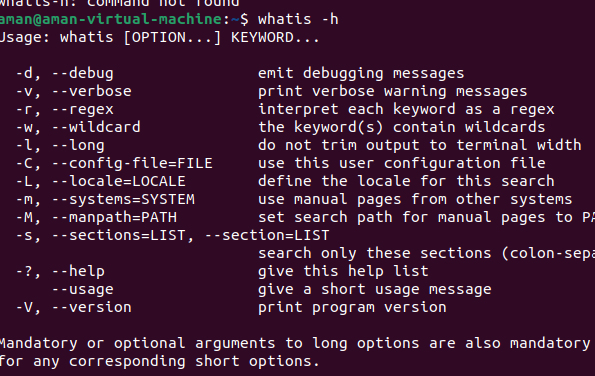 whatis-h: command not found
aman@aman-virtual-machine:~$ whatis -h
Usage: whatis [OPTION...] KEYWORD...
-d, --debug emit debugging messages
-v, --verbose print verbose warning messages
-r, --regex interpret each keyword as a regex
-w, --wildcard the keyword(s) contain wildcards
-l, --long do not trim output to terminal width
-C, --config-file=FILE use this user configuration file
-L, --locale=LOCALE define the locale for this search
-m, --systems=SYSTEM use manual pages from other systems
-M, --manpath=PATH set search path for manual pages to PA
-s, --sections=LIST, --section=LIST
search only these sections (colon-sepa
-?, --help give this help list
--usage give a short usage message
-V, --version print program version
Mandatory or optional arguments to long options are also mandatory
for any corresponding short options.